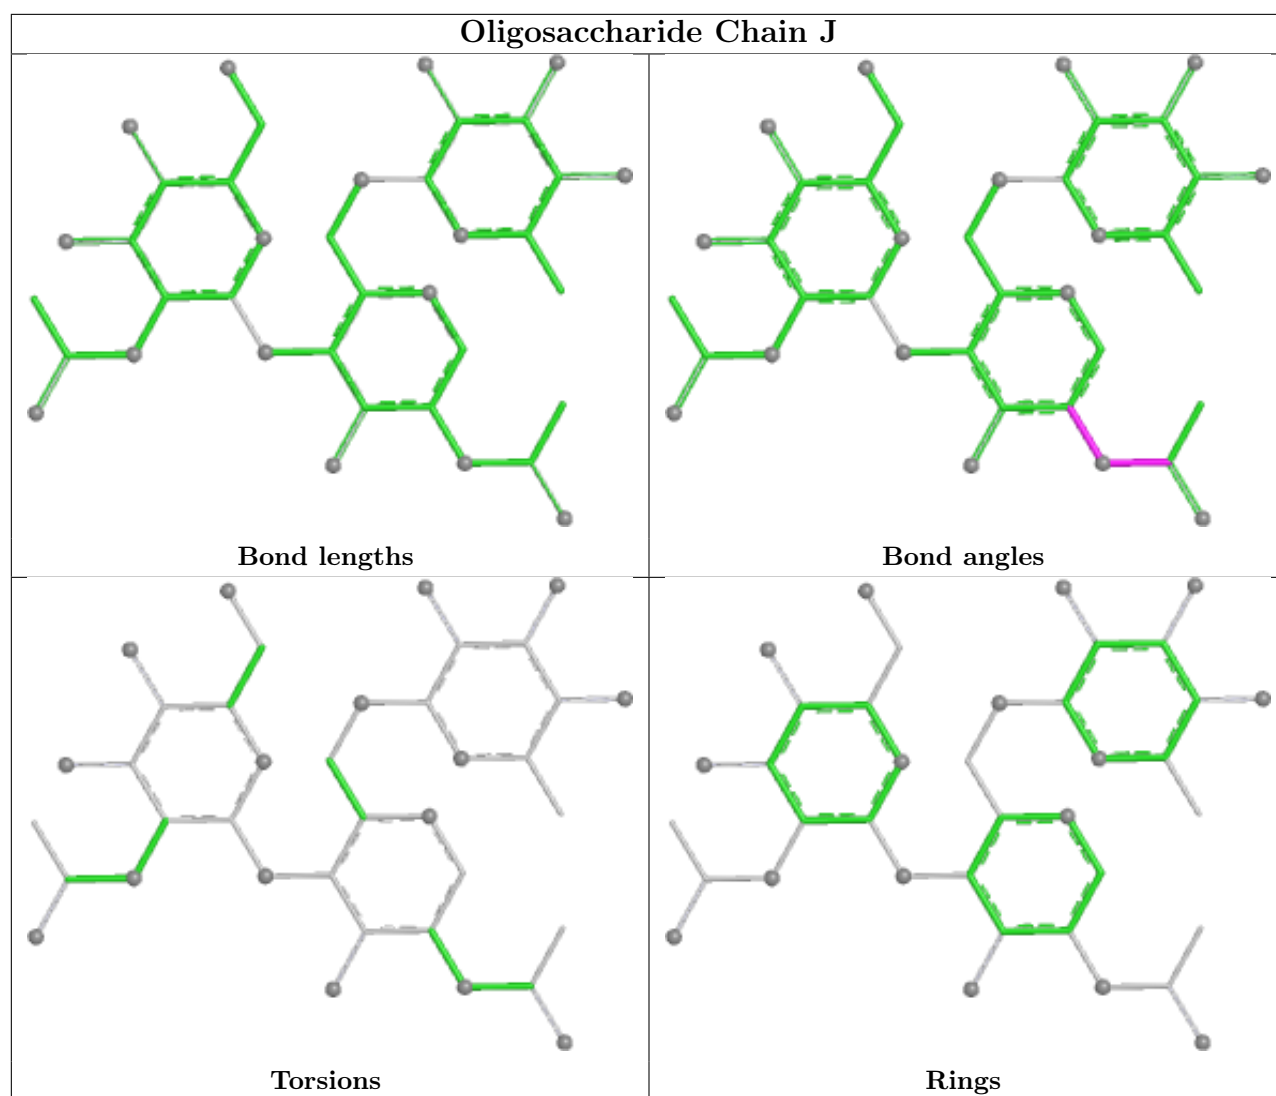 Oligosaccharide Chain J
Bond lengths
Bond angles
Torsions
Rings